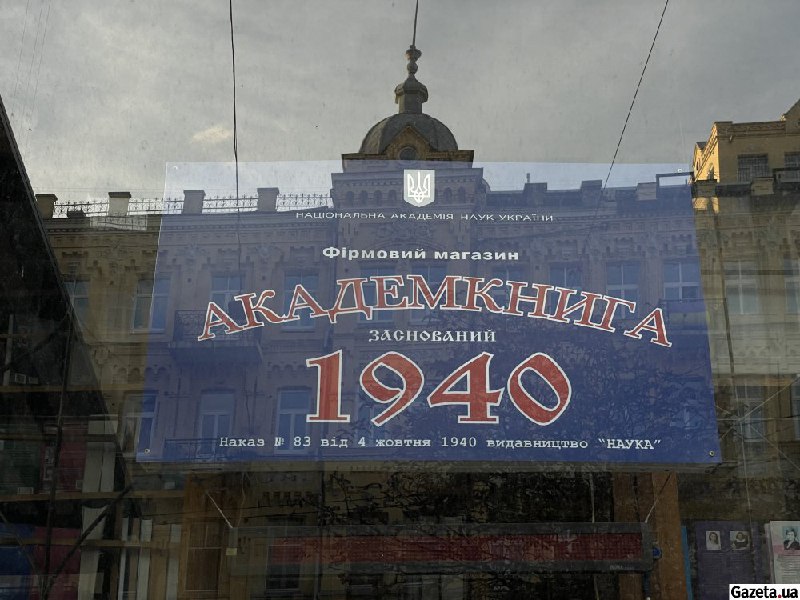 НАЦІОНАЛЬНА АКАДЕМІЯ НАУК УКРАЇНИ
Фірмовий магазин
АКАДЕМКНИГА
ЗАСНОВАНИЙ
1940
Наказ № 83 від 4 жовтня 1940 видавництво "НАУКА"
Gazeta.ua